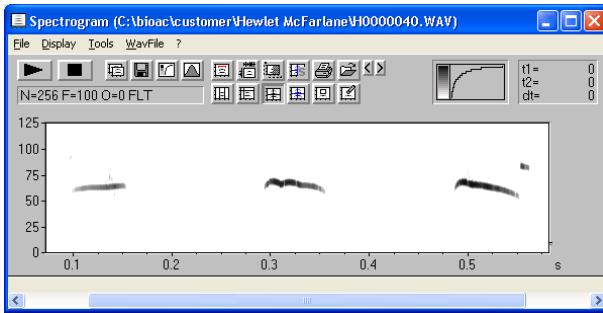 Spectrogram (C:\bioac\customer\Hewlet McFarlane\H0000040.WAV)
File Display Tools WavFile ?
t1= 0
t2= 0
dt= 0
N=256 F=100 O=0 FLT
125
100
75
50
25
0
0.1 0.2 0.3 0.4 0.5 s